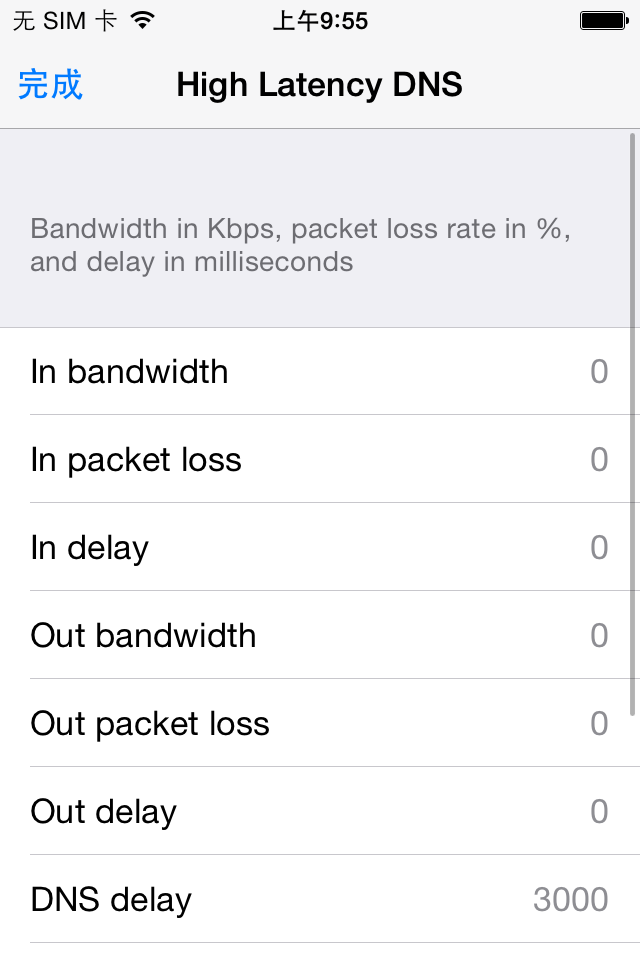 无 SIM 卡 上午9:55
完成 High Latency DNS
Bandwidth in Kbps, packet loss rate in %,
and delay in milliseconds
In bandwidth 0
In packet loss 0
In delay 0
Out bandwidth 0
Out packet loss 0
Out delay 0
DNS delay 3000